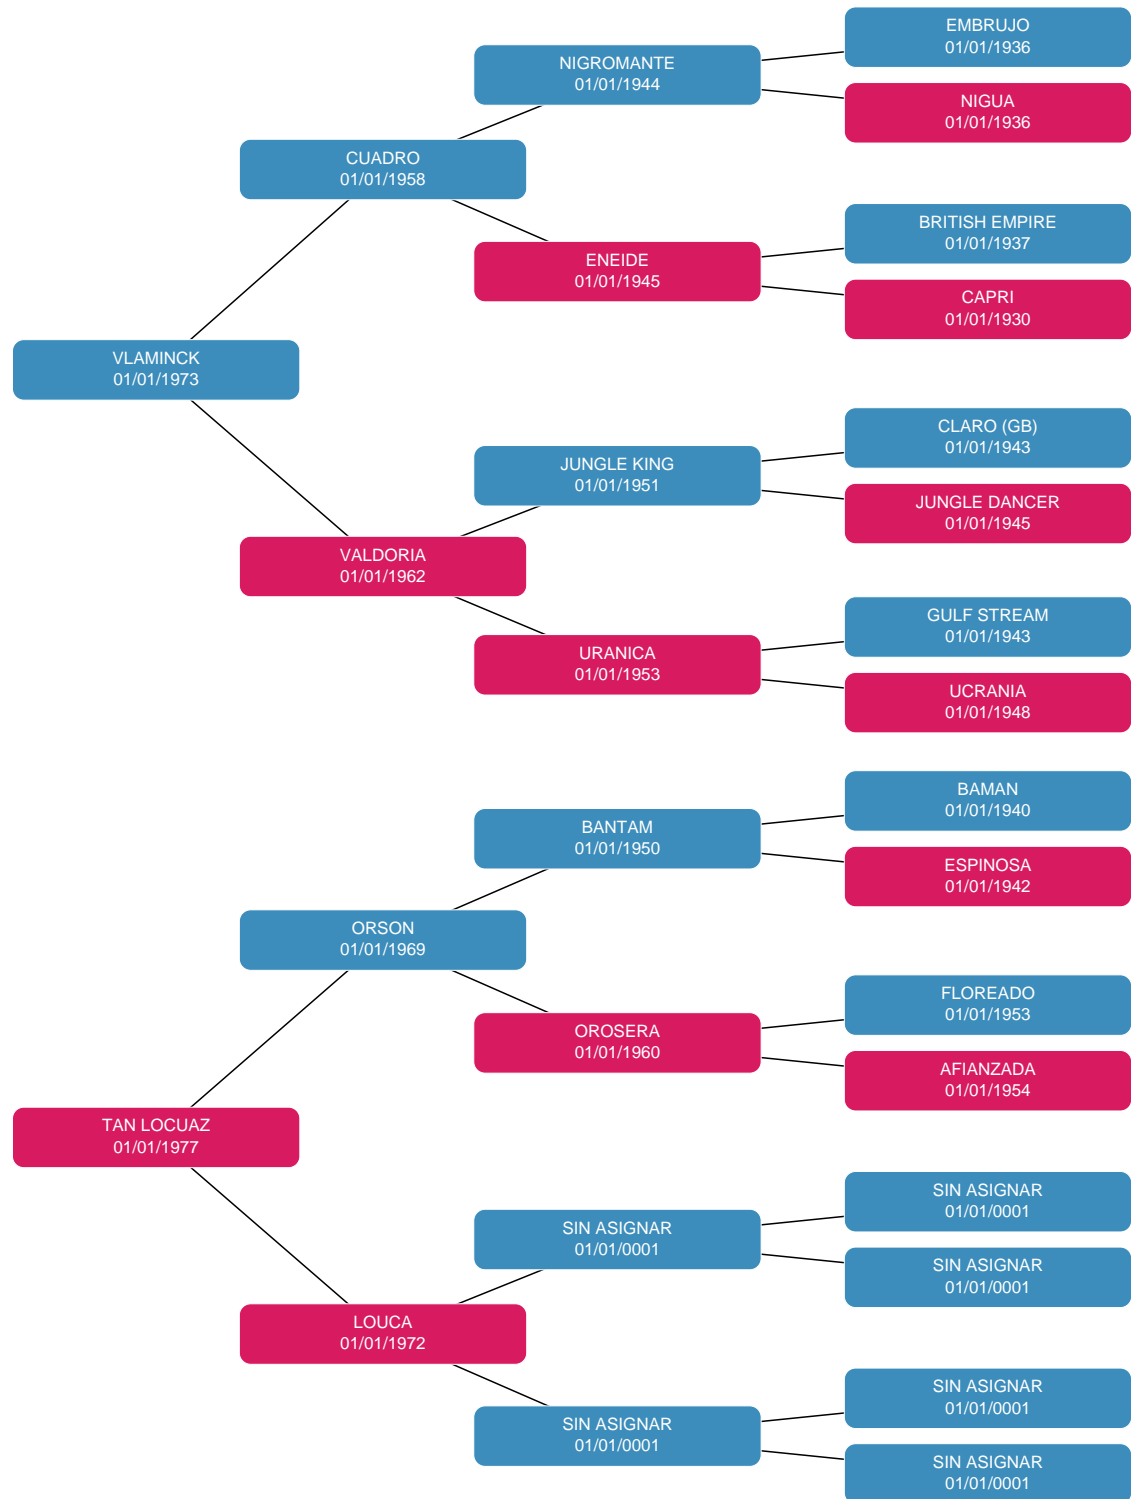 EMBRUJO
01/01/1936
NIGROMANTE
01/01/1944
NIGUA
01/01/1936
CUADRO
01/01/1958
BRITISH EMPIRE
01/01/1937
ENEIDE
01/01/1945
CAPRI
01/01/1930
VLAMINCK
01/01/1973
CLARO (GB)
01/01/1943
JUNGLE KING
01/01/1951
JUNGLE DANCER
01/01/1945
VALDORIA
01/01/1962
GULF STREAM
01/01/1943
URANICA
01/01/1953
UCRANIA
01/01/1948
BAMAN
01/01/1940
BANTAM
01/01/1950
ESPINOSA
01/01/1942
ORSON
01/01/1969
FLOREADO
01/01/1953
OROSERA
01/01/1960
AFIANZADA
01/01/1954
TAN LOCUAZ
01/01/1977
SIN ASIGNAR
01/01/0001
SIN ASIGNAR
01/01/0001
SIN ASIGNAR
01/01/0001
LOUCA
01/01/1972
SIN ASIGNAR
01/01/0001
SIN ASIGNAR
01/01/0001
SIN ASIGNAR
01/01/0001